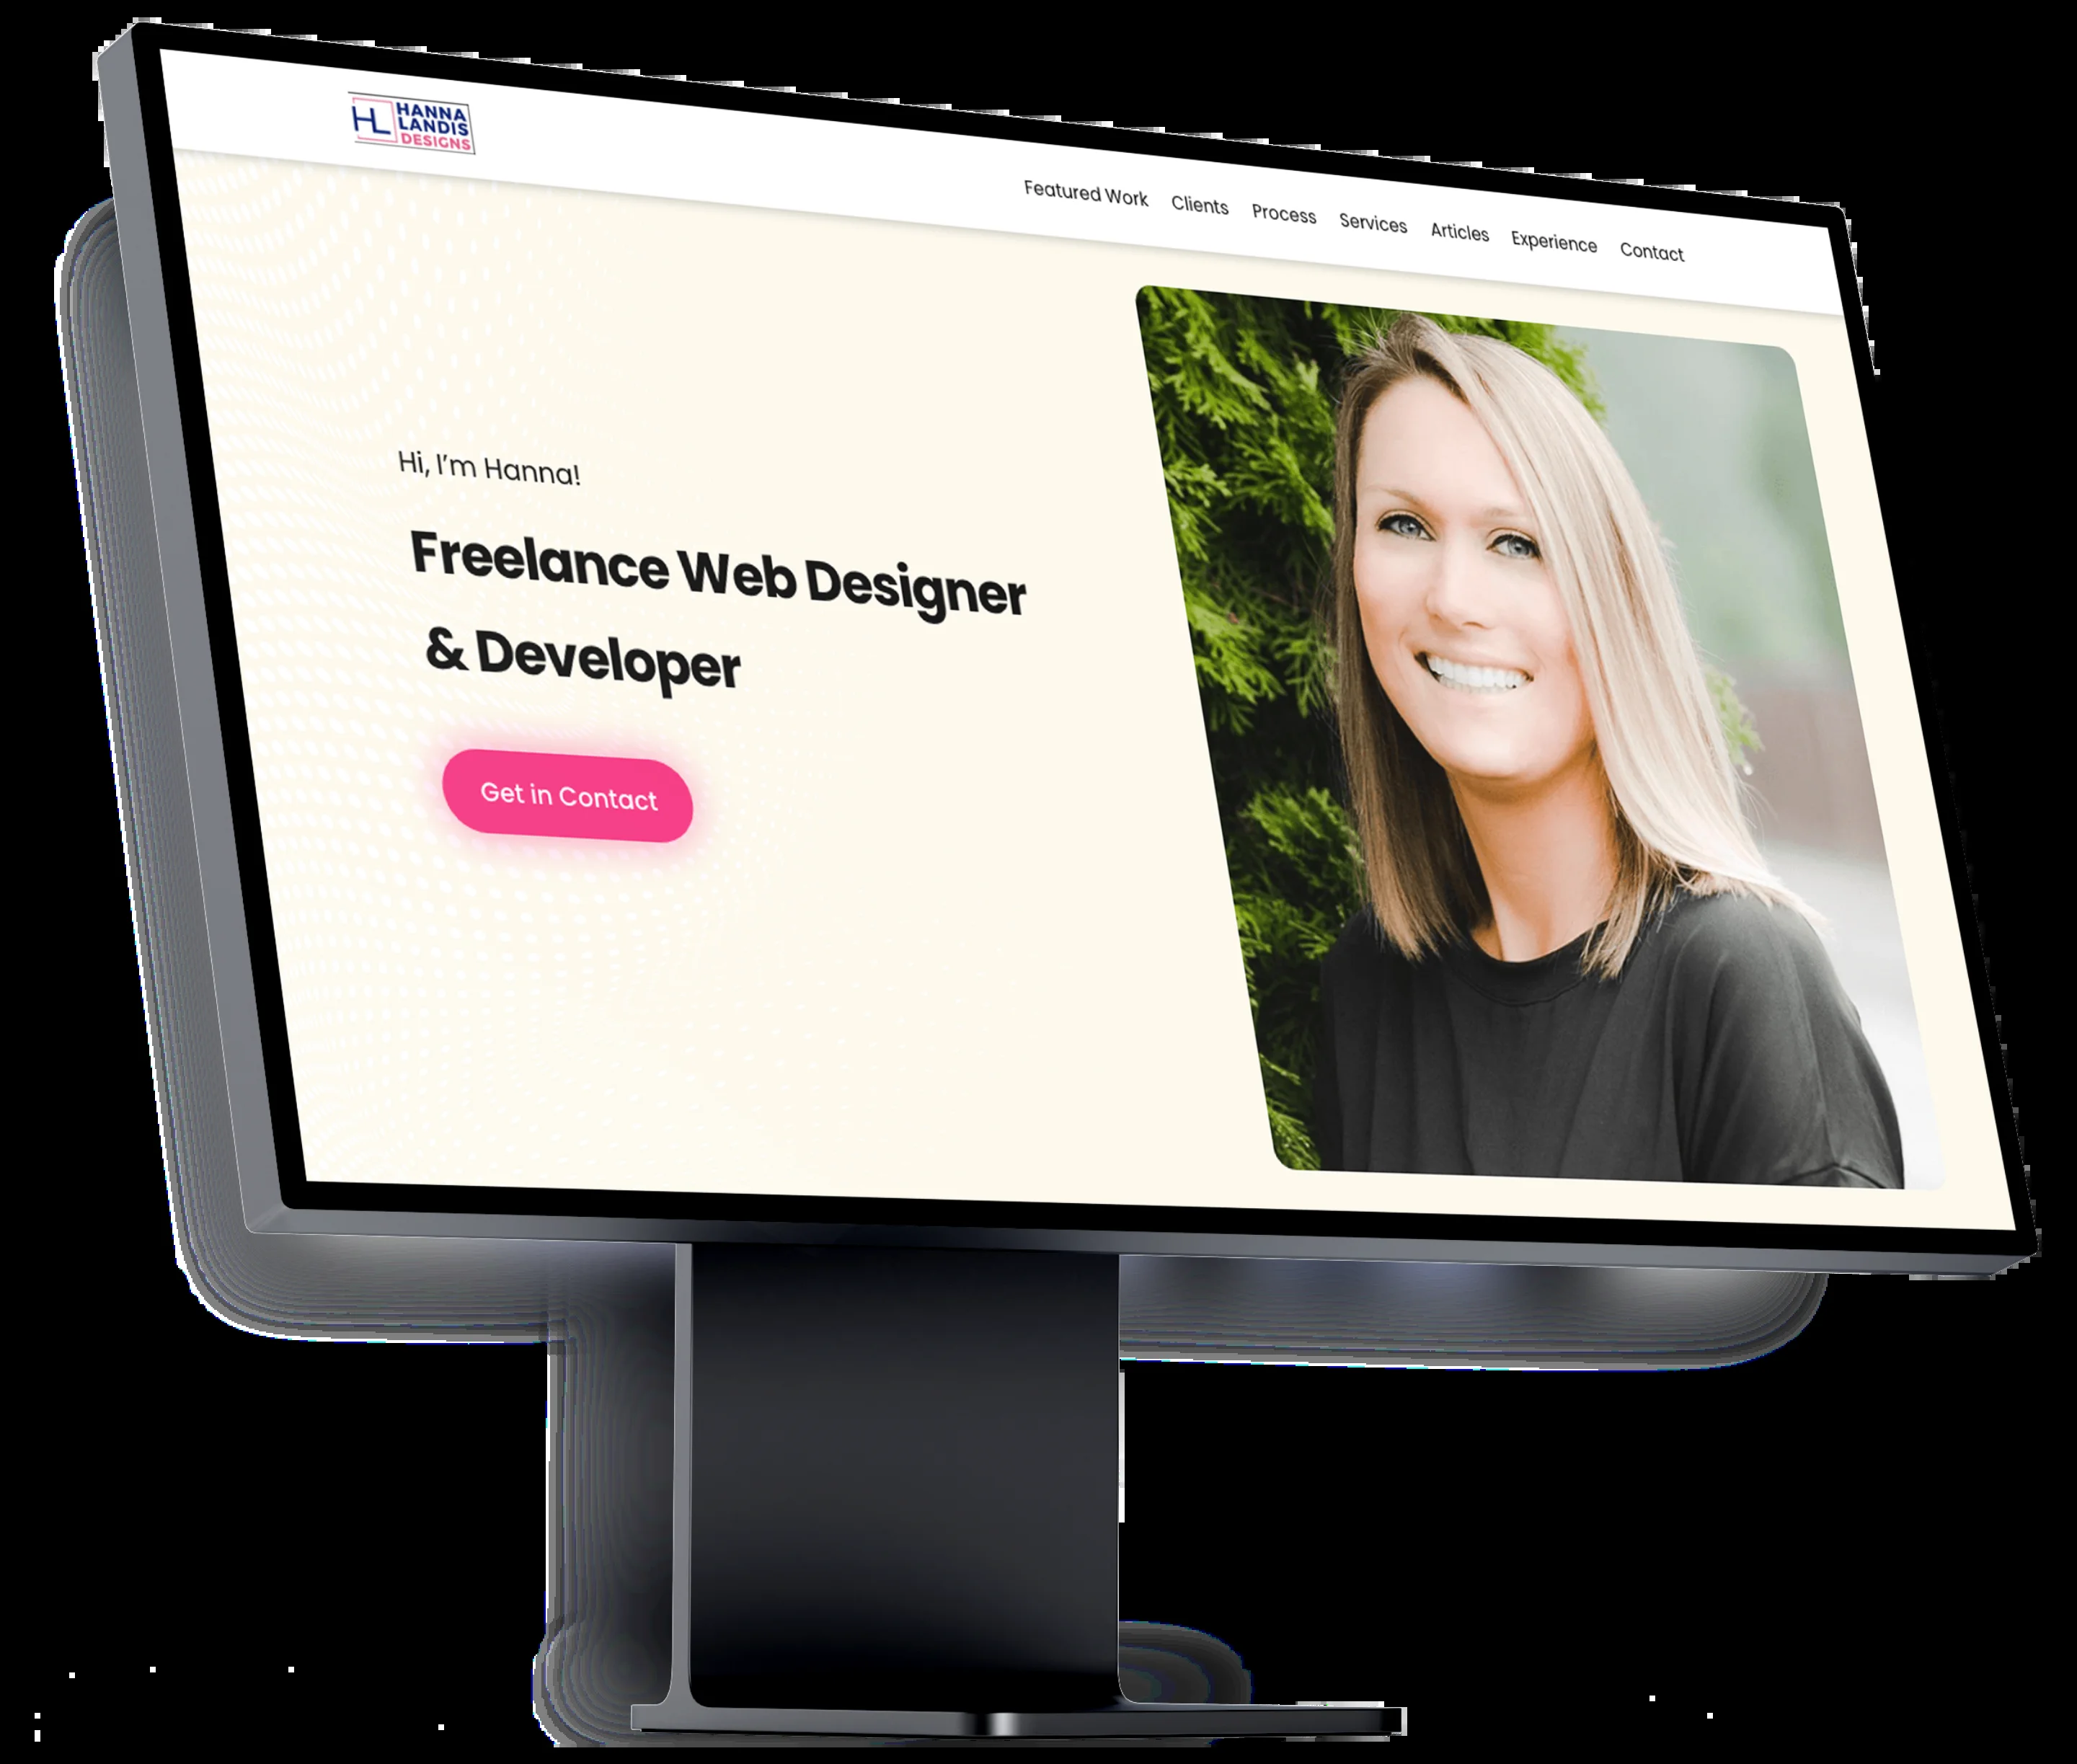 HL HANNA
LANDIS
DESIGNS
Featured Work Clients Process Services Articles Experience Contact
Hi, I’m Hanna!
Freelance Web Designer
& Developer
Get in Contact